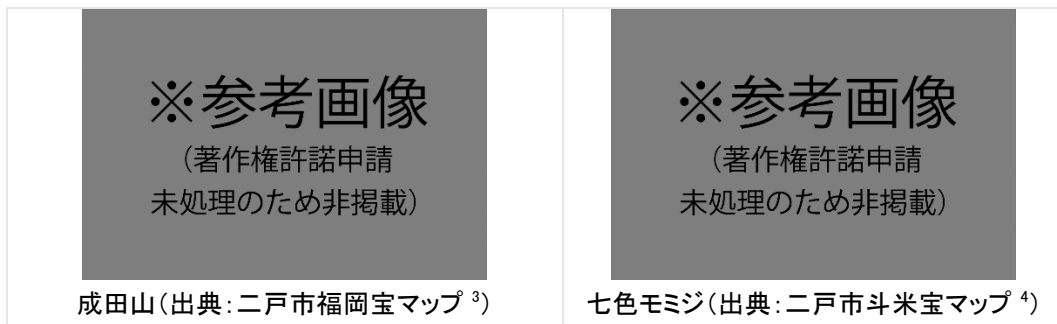 ※参考画像
(著作権許諾申請
未処理のため非掲載)
成田山(出典:二戸市福岡宝マップ 3)
※参考画像
(著作権許諾申請
未処理のため非掲載)
七色モミジ(出典:二戸市斗米宝マップ 4)